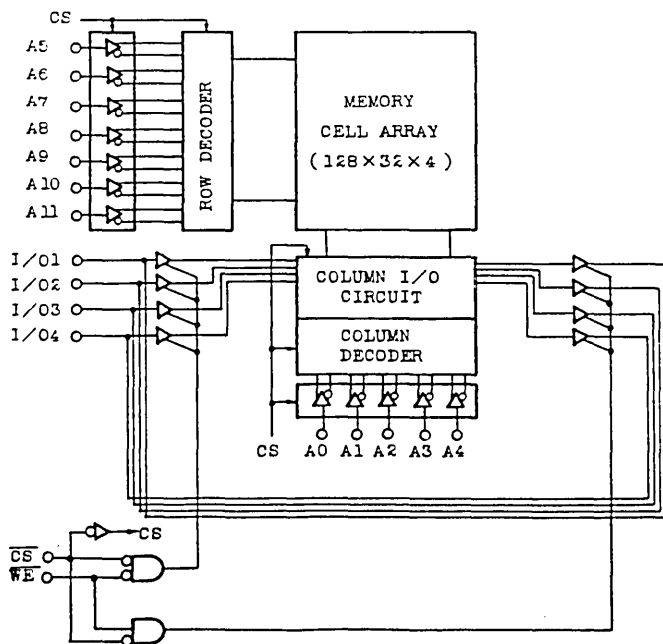 CS
A5
A6
A7
A8
A9
A10
A11
ROW DECODER
MEMORY
CELL ARRAY
(128×32×4)
I/O1
I/O2
I/O3
I/O4
COLUMN I/O
CIRCUIT
COLUMN
DECODER
CS
A0 A1 A2 A3 A4
CS
CS
WE